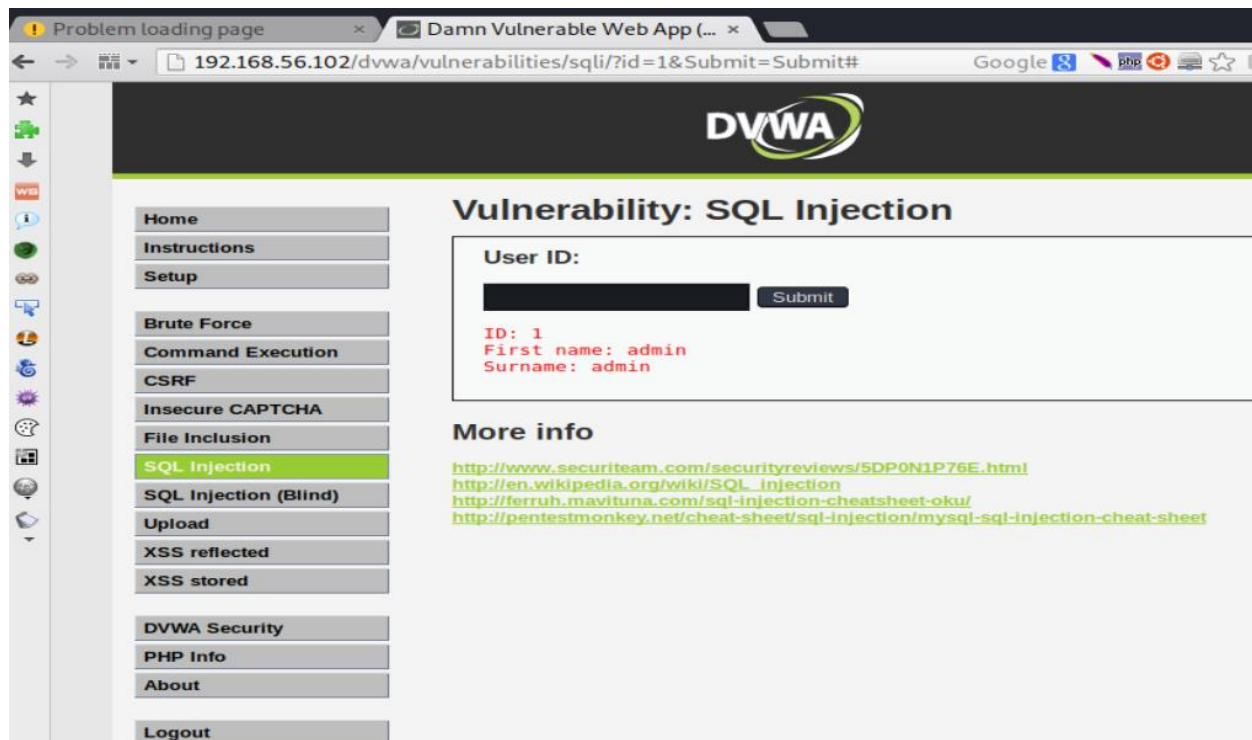 Problem loading page
Damn Vulnerable Web App (...
192.168.56.102/dvwa/vulnerabilities/sqli/?id=1&Submit=Submit#
Google
php
WS
DVWA
Home
Instructions
Setup
Brute Force
Command Execution
CSRF
Insecure CAPTCHA
File Inclusion
SQL Injection
SQL Injection (Blind)
Upload
XSS reflected
XSS stored
DVWA Security
PHP Info
About
Logout
Vulnerability: SQL Injection
User ID:
Submit
ID: 1
First name: admin
Surname: admin
More info
http://www.securiteam.com/securityreviews/5DP0N1P76E.html
http://en.wikipedia.org/wiki/SQL_injection
http://ferruh.mavituna.com/sql-injection-cheatsheet-oku/
http://pentestmonkey.net/cheat-sheet/sql-injection/mysql-sql-injection-cheat-sheet